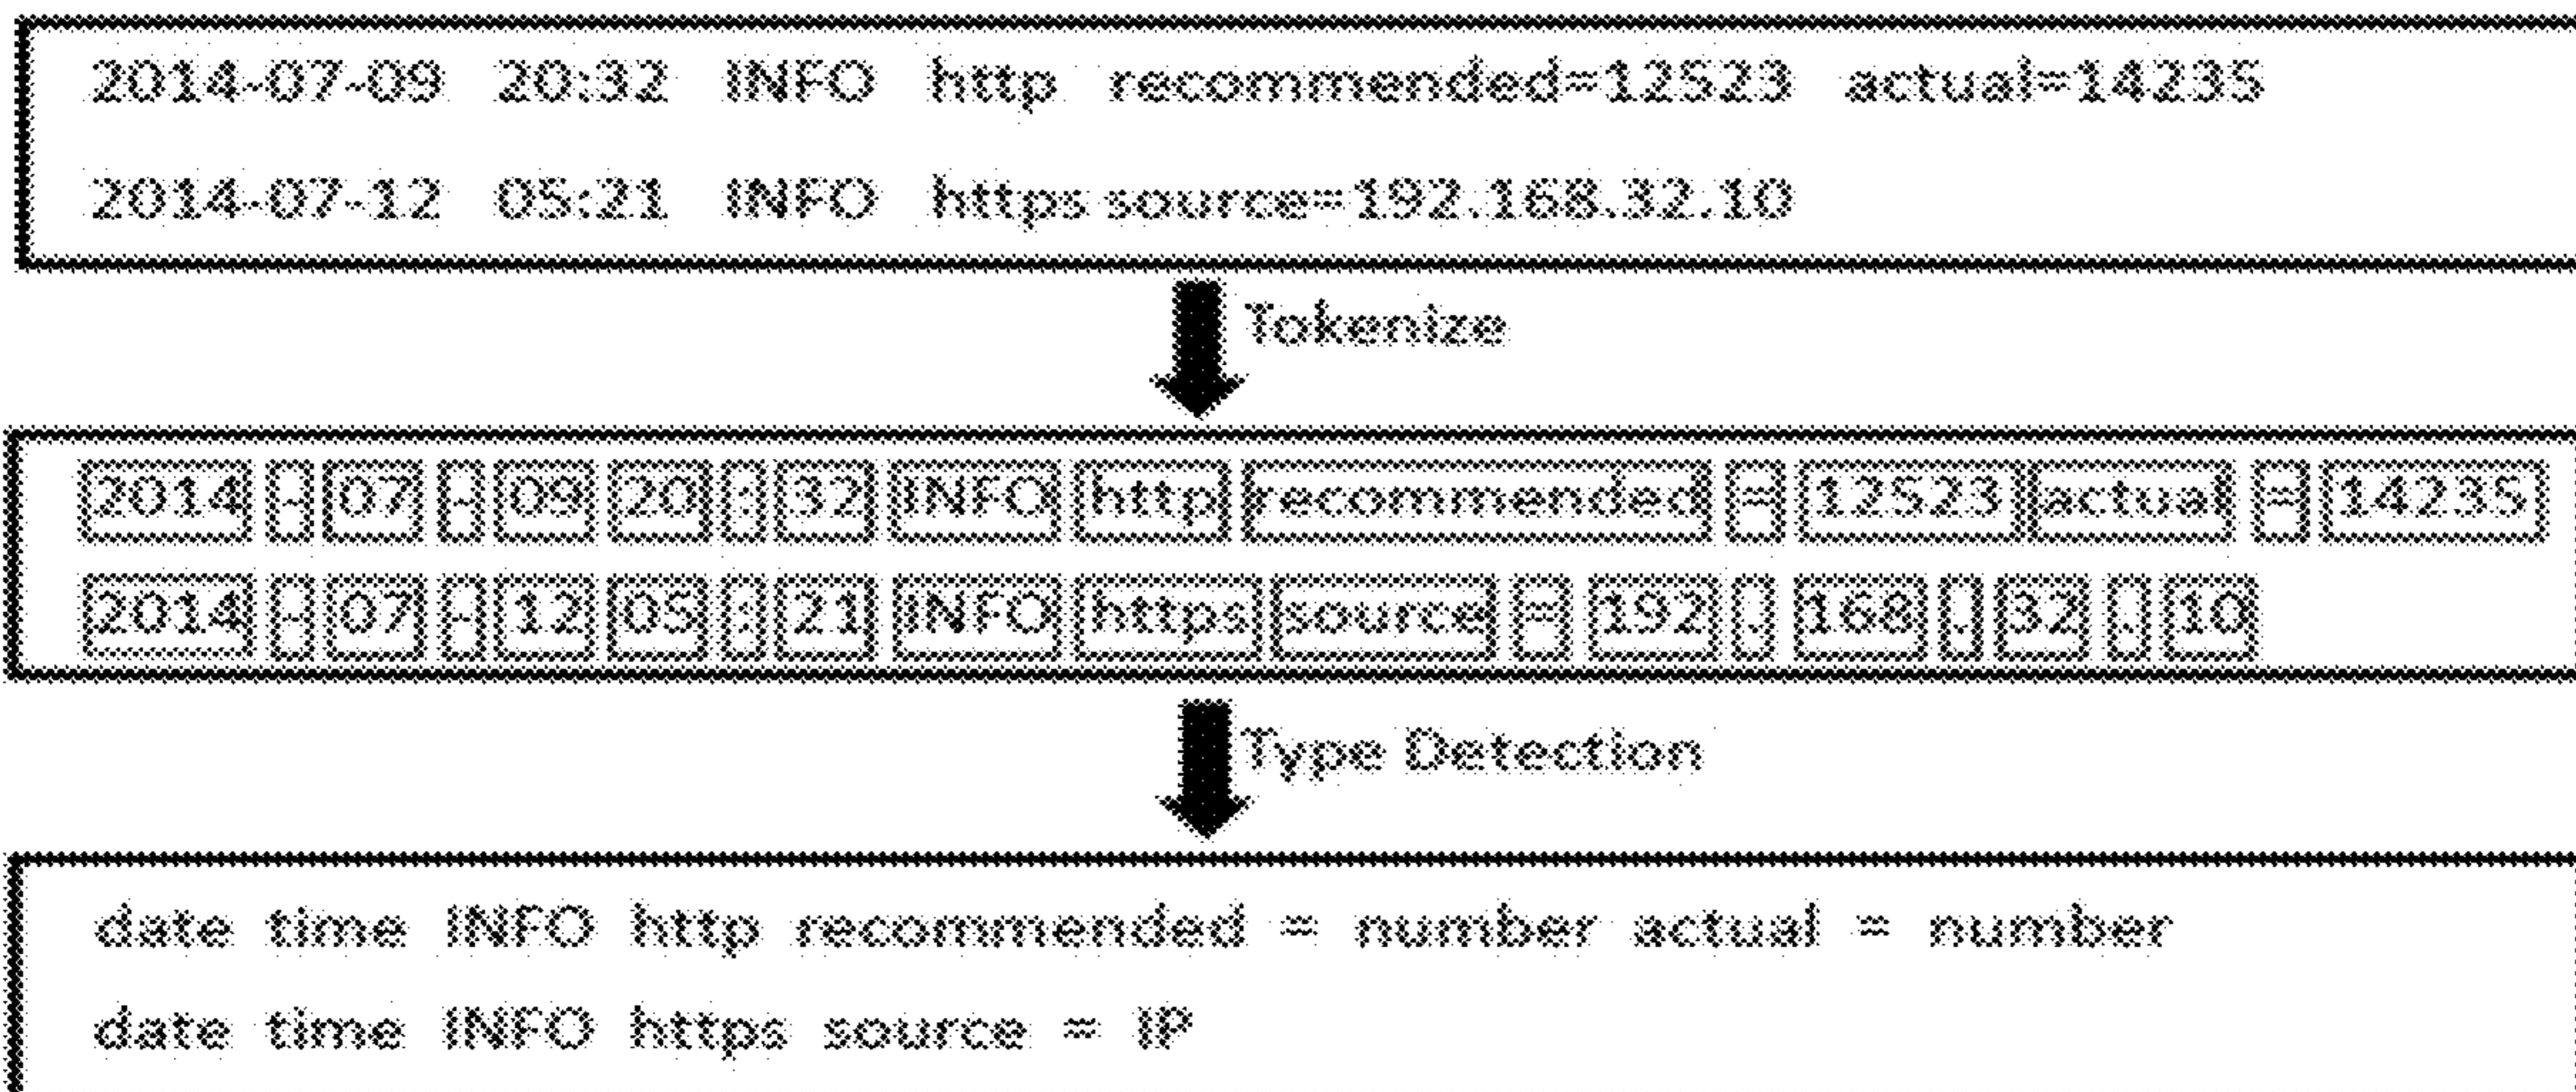 2014-07-09 20:32 INFO http recommended=12523 actual=14235
2014-07-12 05:21 INFO https source=192.168.32.10
Tokenize
2014 - 07 - 09 20 : 32 INFO http recommended = 12523 actual = 14235
2014 - 07 - 12 05 : 21 INFO https source = 192 . 168 . 32 . 10
Type Detection
date time INFO http recommended = number actual = number
date time INFO https source = IP